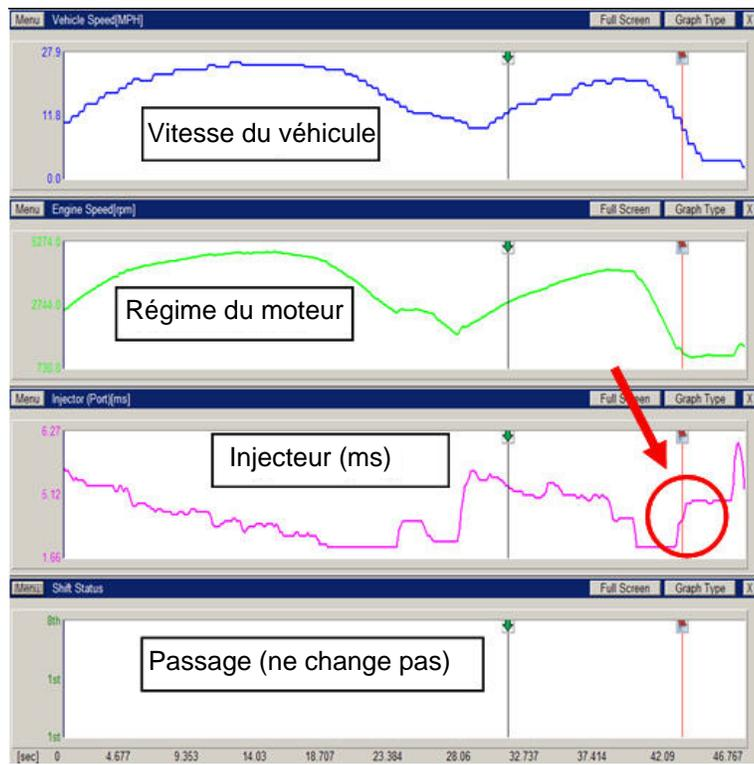 Menu Vehicle Speed[MPH] Full Screen Graph Type X
27.9
11.8
0.0
Vitesse du véhicule
Menu Engine Speed[rpm] Full Screen Graph Type X
5274.0
2744.0
730.0
Régime du moteur
Menu Injector (Port)[ms] Full Screen Graph Type X
6.27
5.12
1.66
Injecteur (ms)
Menu Shift Status Full Screen Graph Type X
8th
1st
1st
Passage (ne change pas)
[sec] 0 4.677 9.353 14.03 18.707 23.384 28.06 32.737 37.414 42.09 46.767